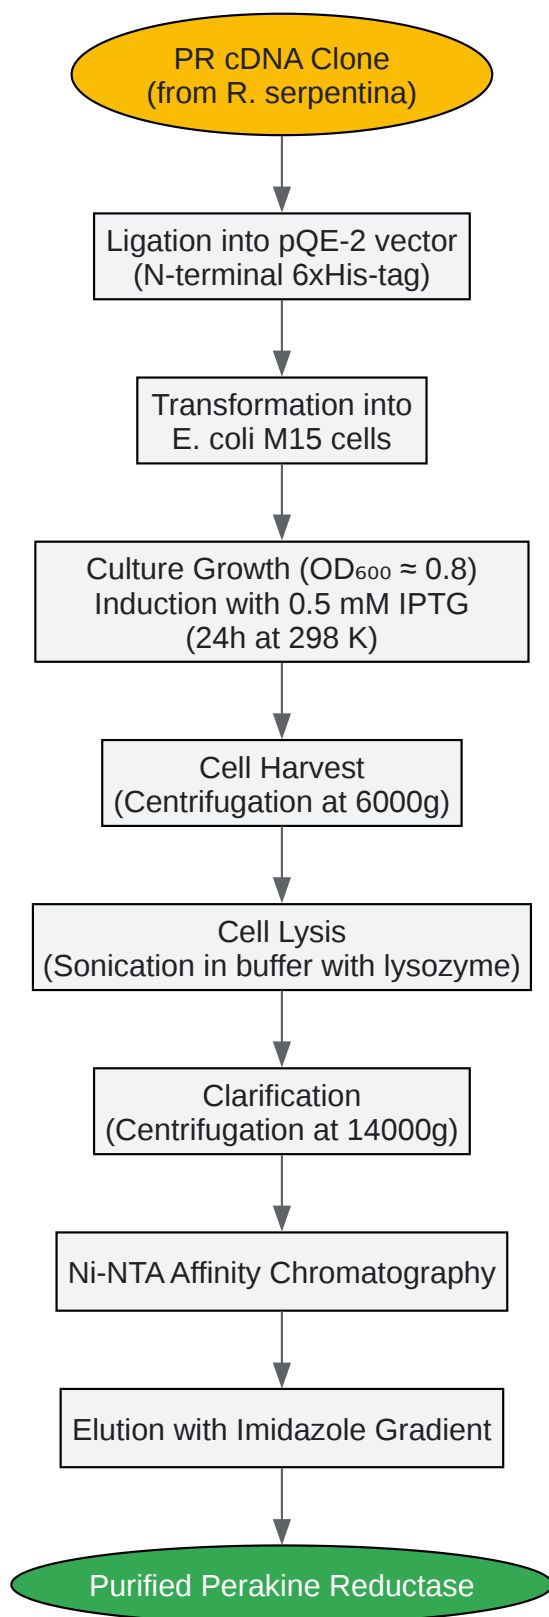 PR cDNA Clone
(from R. serpentina)
Ligation into pQE-2 vector
(N-terminal 6xHis-tag)
Transformation into
E. coli M15 cells
Culture Growth (OD₆₀₀ ≈ 0.8)
Induction with 0.5 mM IPTG
(24h at 298 K)
Cell Harvest
(Centrifugation at 6000g)
Cell Lysis
(Sonication in buffer with lysozyme)
Clarification
(Centrifugation at 14000g)
Ni-NTA Affinity Chromatography
Elution with Imidazole Gradient
Purified Perakine Reductase